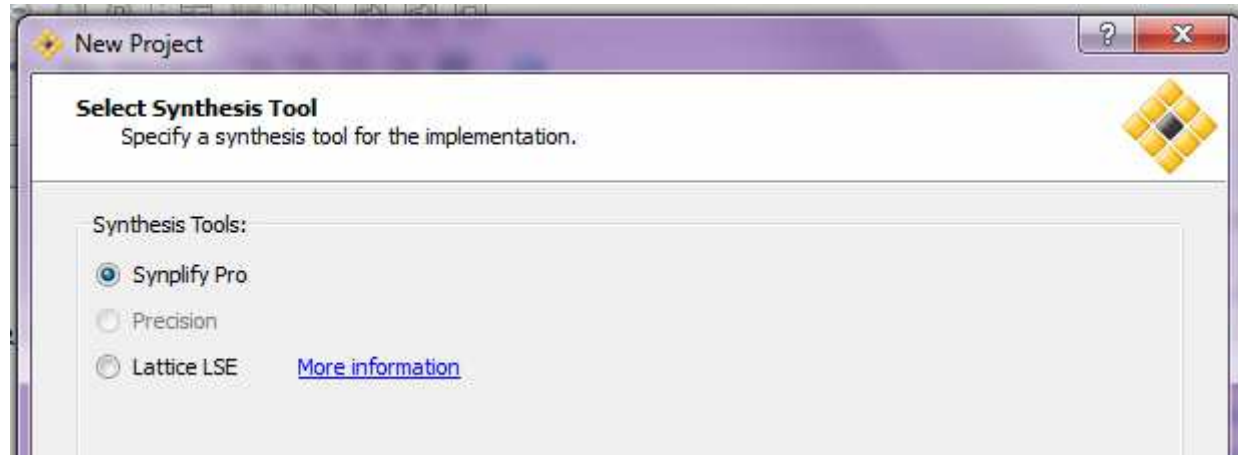 New Project
?
Select Synthesis Tool
Specify a synthesis tool for the implementation.
Synthesis Tools:
Synplify Pro
Precision
Lattice LSE More information